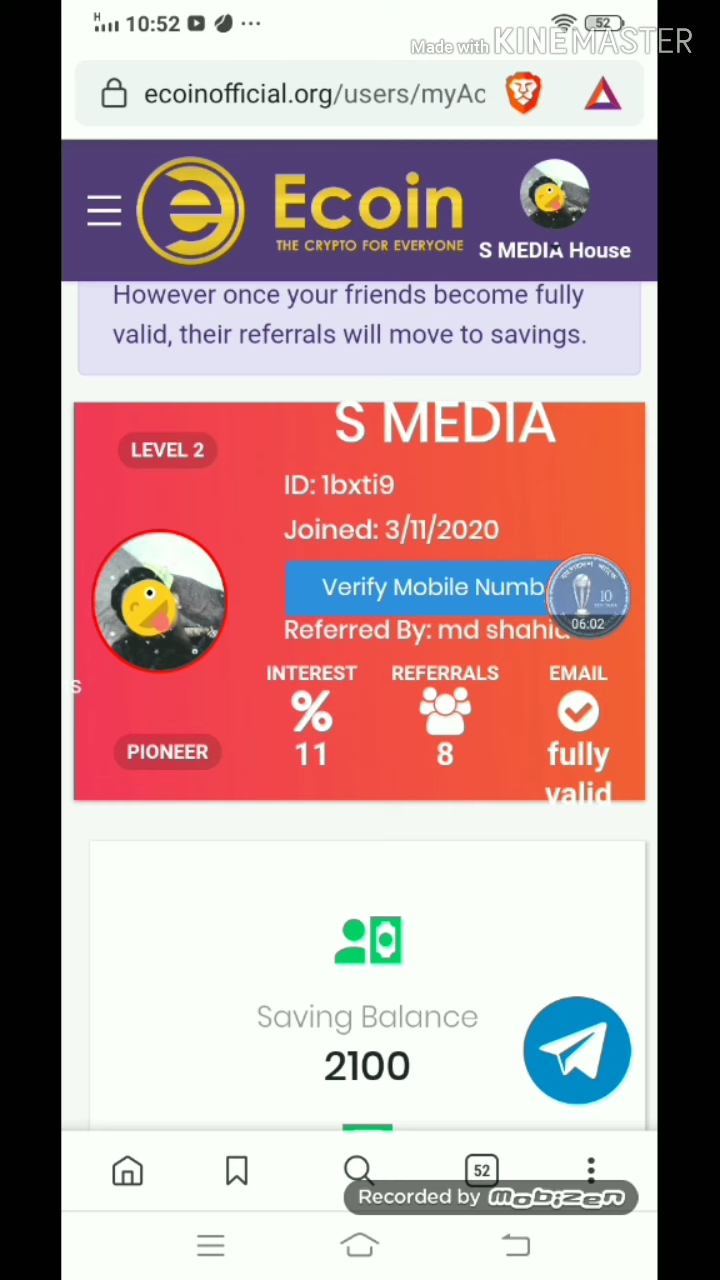 H 10:52 ... 52
Made with KINEMASTER
ecoinofficial.org/users/myAc
Ecoin
THE CRYPTO FOR EVERYONE
S MEDIA House
However once your friends become fully
valid, their referrals will move to savings.
S MEDIA
LEVEL 2
ID: 1bxti9
Joined: 3/11/2020
Verify Mobile Numb
10
06:02
Referred By: md shahid
s
INTEREST REFERRALS EMAIL
%
11 8 fully
valid
PIONEER
Saving Balance
2100
52
Recorded by mobizen